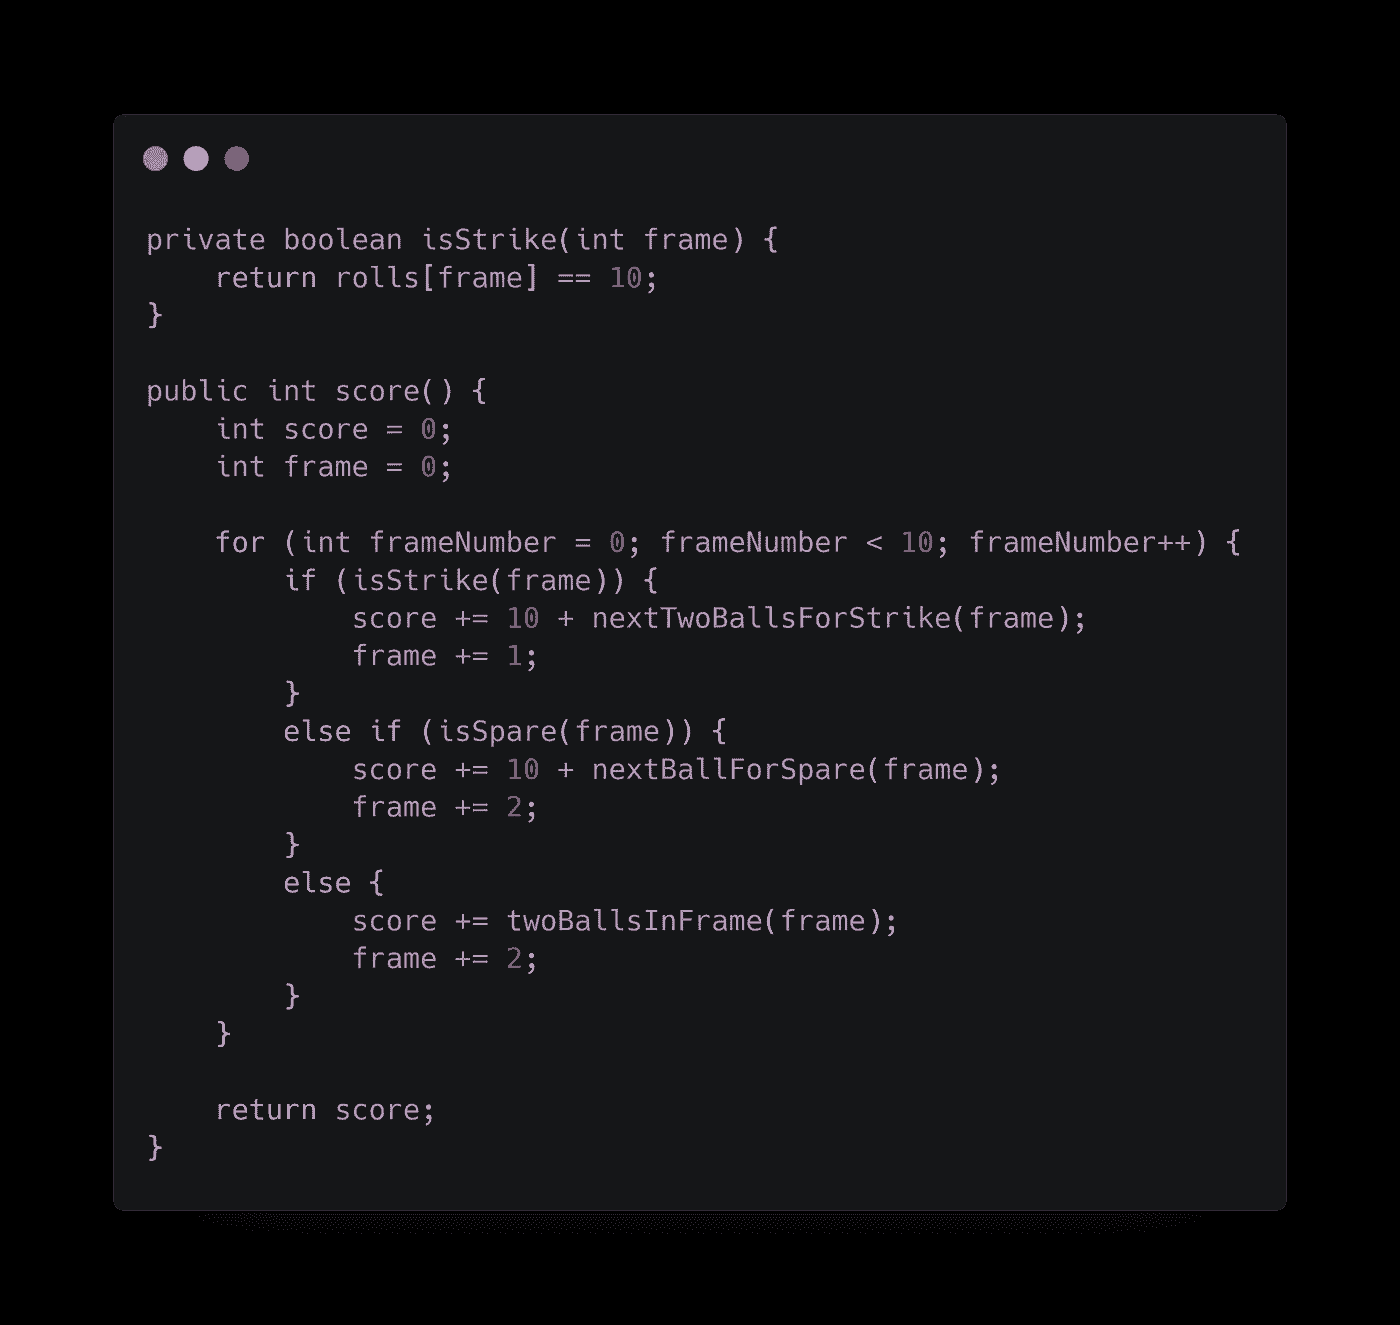 private boolean isStrike(int frame) {
    return rolls[frame] == 10;
}

public int score() {
    int score = 0;
    int frame = 0;

    for (int frameNumber = 0; frameNumber < 10; frameNumber++) {
        if (isStrike(frame)) {
            score += 10 + nextTwoBallsForStrike(frame);
            frame += 1;
        }
        else if (isSpare(frame)) {
            score += 10 + nextBallForSpare(frame);
            frame += 2;
        }
        else {
            score += twoBallsInFrame(frame);
            frame += 2;
        }
    }

    return score;
}